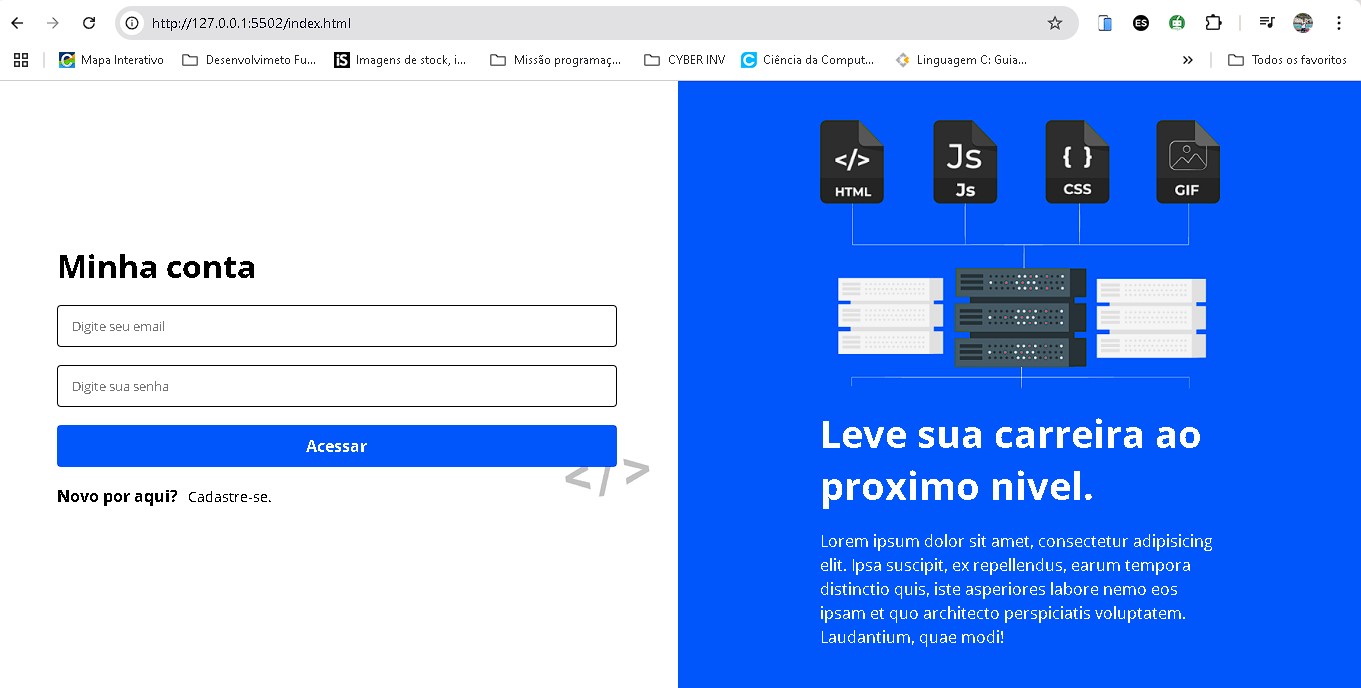 http://127.0.0.1:5502/index.html
ES
Mapa Interativo
Desenvolvimeto Fu...
iS
Imagens de stock, i...
Missão programaç...
CYBER INV
C
Ciência da Comput...
Linguagem C: Guia...
»
Todos os favoritos
Minha conta
Digite seu email
Digite sua senha
Acessar
</>
Novo por aqui? Cadastre-se.
</> Js { }
HTML Js CSS GIF
Leve sua carreira ao
proximo nivel.
Lorem ipsum dolor sit amet, consectetur adipisicing
elit. Ipsa suscipit, ex repellendus, earum tempora
distinctio quis, iste asperiores labore nemo eos
ipsam et quo architecto perspiciatis voluptatem.
Laudantium, quae modi!